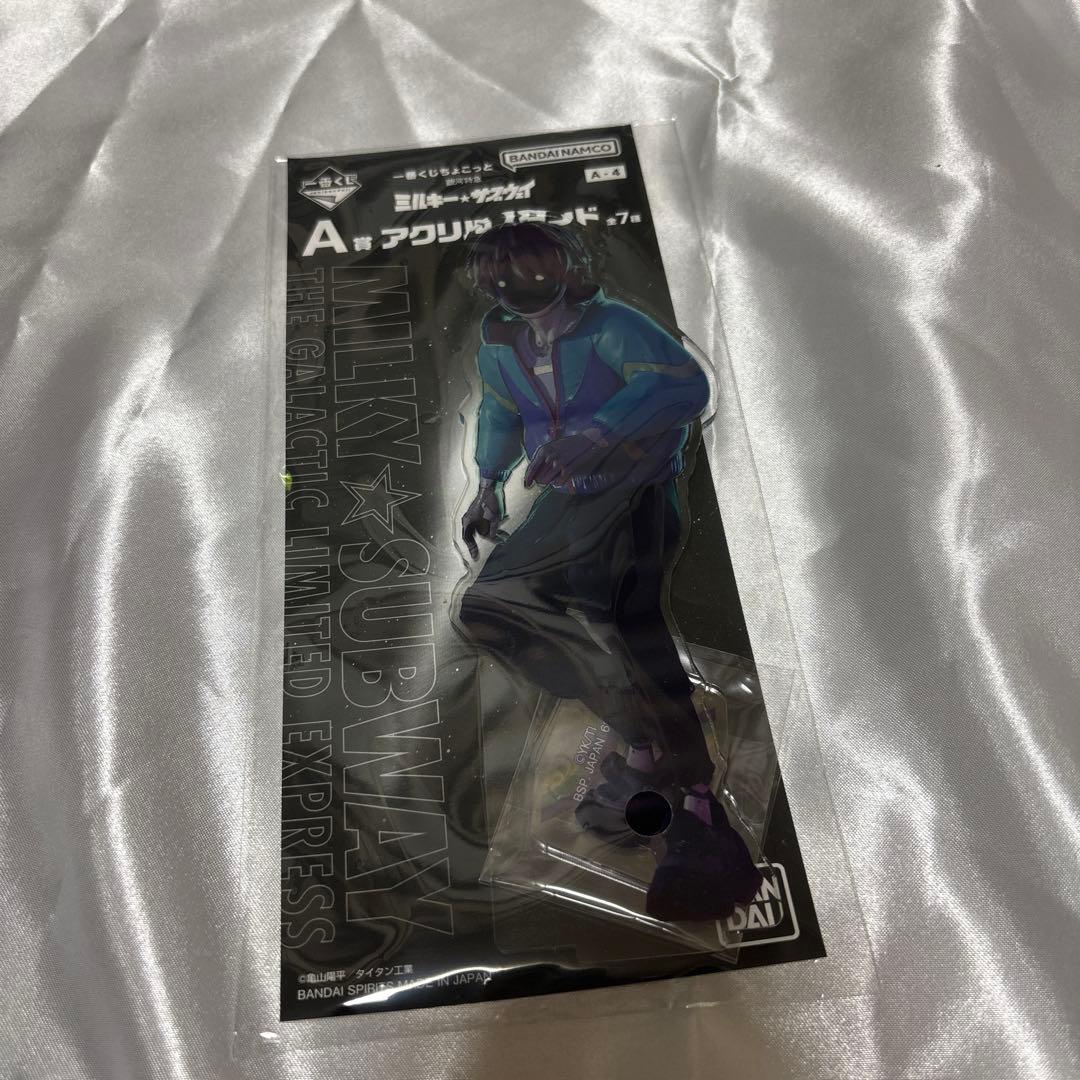 一番くじ
一番くじちょこっと
BANDAI NAMCO
銀河特急
A-4
ミルキー☆サブウェイ
A賞 アクリルスタンド 全7種
MILKY☆SUBWAY
THE GALACTIC LIMITED EXPRESS
©YK/TI
BSP JAPAN 6
BAN
DAI
©亀山陽平 タイタン工業
BANDAI SPIRITS MADE IN JAPAN